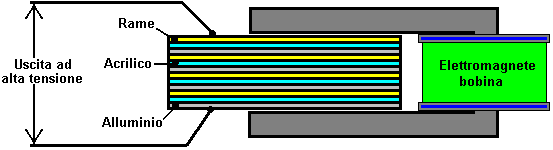 Rame
Uscita ad
alta tensione
Acrilico
Alluminio
Elettromagnete
bobina